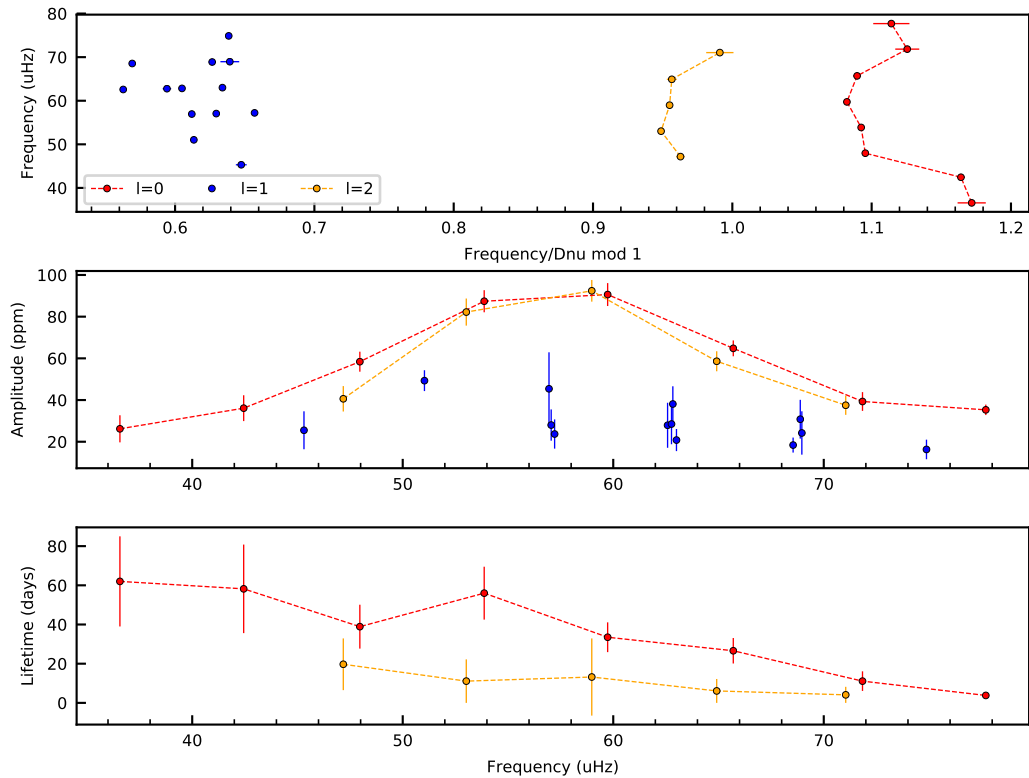 80
70
60
50
40
Frequency (uHz)
l=0 l=1 l=2
0.6 0.7 0.8 0.9 1.0 1.1 1.2
Frequency/Dnu mod 1
100
80
60
40
20
Amplitude (ppm)
40 50 60 70
80
60
40
20
0
Lifetime (days)
40 50 60 70
Frequency (uHz)